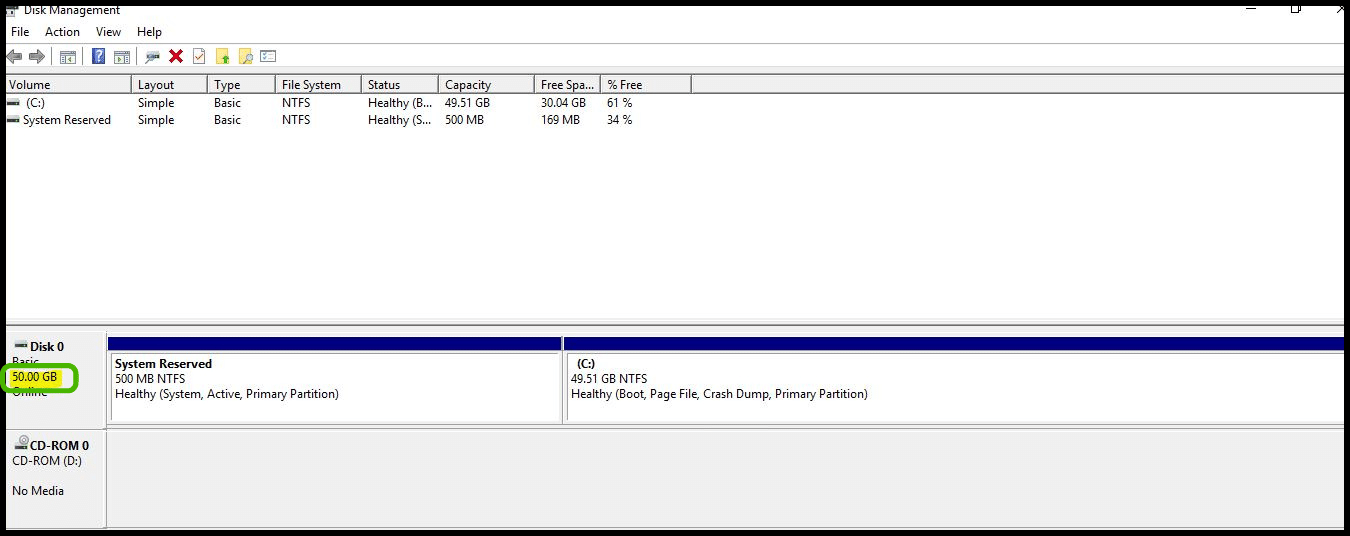 Disk Management
File Action View Help
Volume Layout Type File System Status Capacity Free Spa... % Free
(C:) Simple Basic NTFS Healthy (B... 49.51 GB 30.04 GB 61 %
System Reserved Simple Basic NTFS Healthy (S... 500 MB 169 MB 34 %
Disk 0
Basic
50.00 GB
Online
System Reserved
500 MB NTFS
Healthy (System, Active, Primary Partition)
(C:)
49.51 GB NTFS
Healthy (Boot, Page File, Crash Dump, Primary Partition)
CD-ROM 0
CD-ROM (D:)
No Media